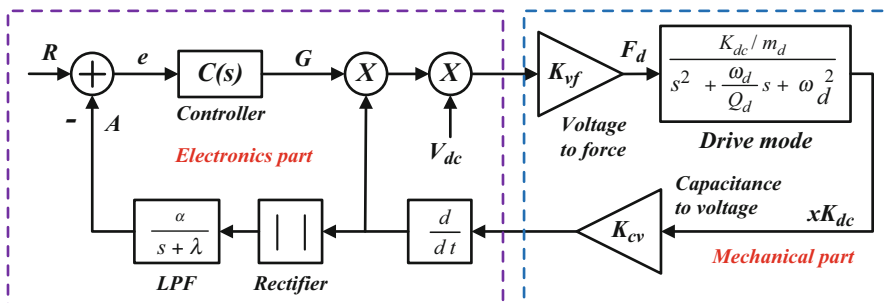 R
+
e
C(s)
G
X
X
K_vf
F_d
K_dc / m_d
s^2 + ω_d/Q_d s + ω_d^2
-
A
Controller
Electronics part
V_dc
Voltage
to force
Drive mode
α
s + λ
LPF
| |
Rectifier
d
dt
K_cv
Capacitance
to voltage
xK_dc
Mechanical part